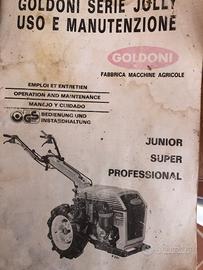 GOLDONI SERIE JOLLY
USO E MANUTENZIONE
GOLDONI
FABBRICA MACCHINE AGRICOLE
EMPLOI ET ENTRETIEN
OPERATION AND MAINTENANCE
MANEJO Y CUIDADO
BEDIENUNG UND
INSTANDHALTUNG
JUNIOR
SUPER
PROFESSIONAL